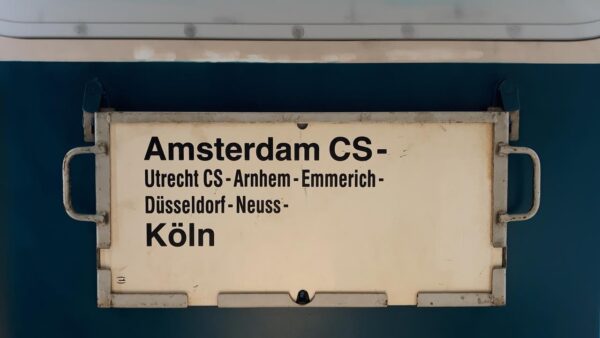 Amsterdam CS-
Utrecht CS - Arnhem - Emmerich -
Düsseldorf - Neuss -
Köln